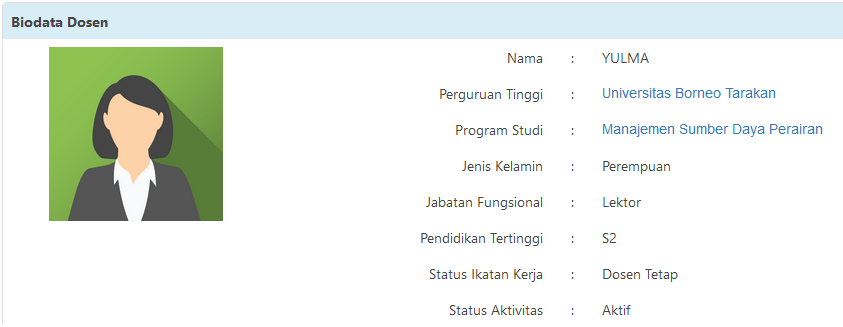 Biodata Dosen
Nama : YULMA
Perguruan Tinggi : Universitas Borneo Tarakan
Program Studi : Manajemen Sumber Daya Perairan
Jenis Kelamin : Perempuan
Jabatan Fungsional : Lektor
Pendidikan Tertinggi : S2
Status Ikatan Kerja : Dosen Tetap
Status Aktivitas : Aktif